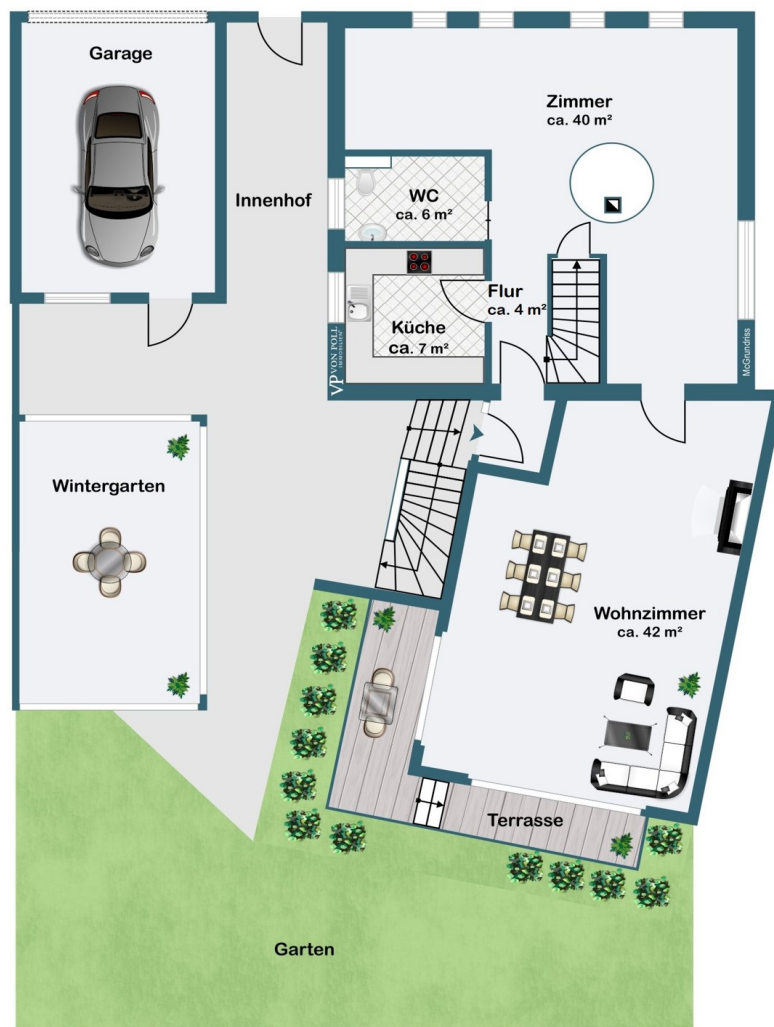 Garage
Zimmer
ca. 40 m²
Innenhof
WC
ca. 6 m²
Flur
ca. 4 m²
Küche
ca. 7 m²
VP VON POLL
IMMOBILIEN
McGrundriss
Wintergarten
Wohnzimmer
ca. 42 m²
Terrasse
Garten